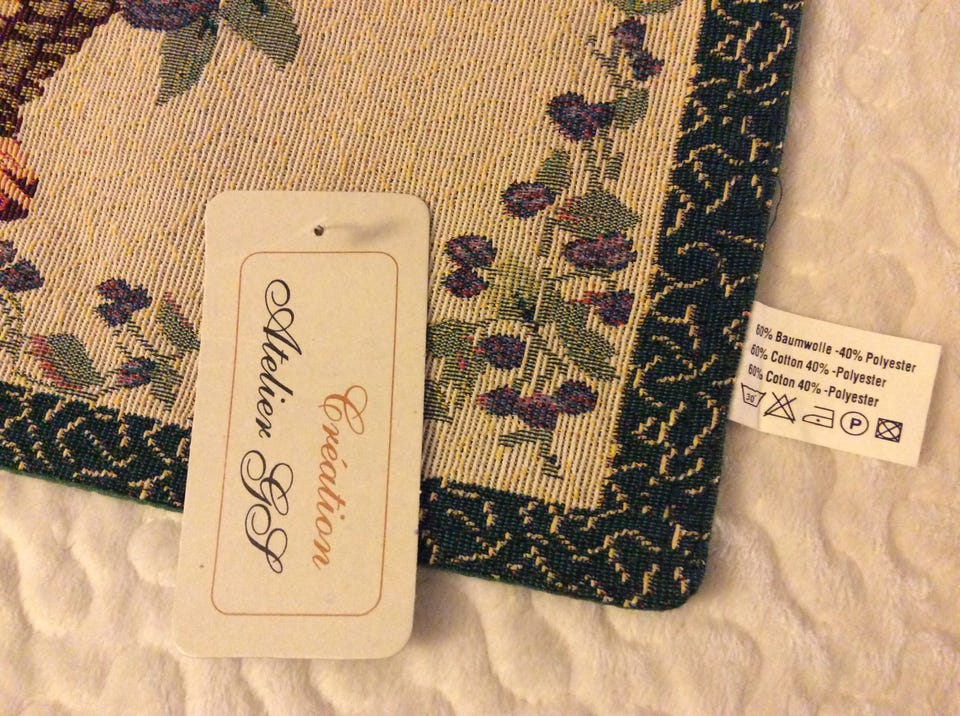 Création
Atelier GS
60% Baumwolle -40% Polyester
60% Cotton 40% -Polyester
60% Coton 40% -Polyester
30° P